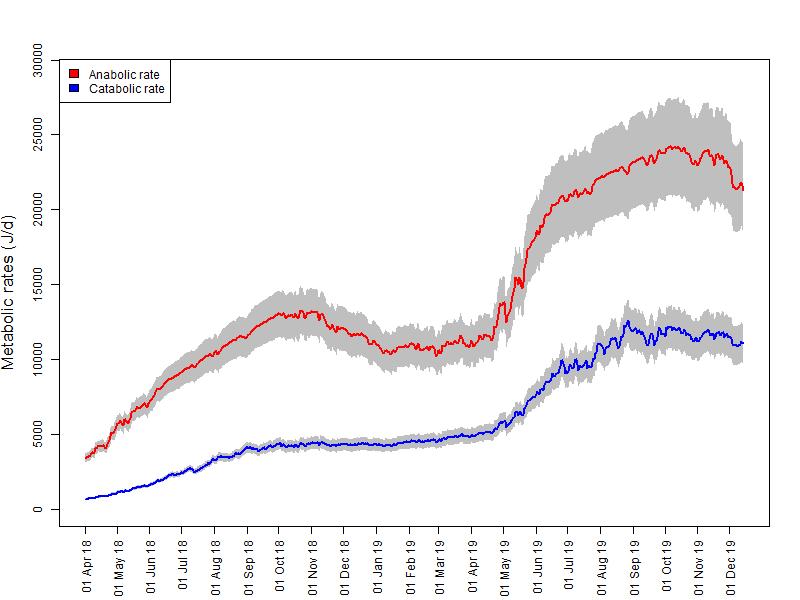 Anabolic rate
Catabolic rate
Metabolic rates (J/d)
30000
25000
20000
15000
10000
5000
0
01 Apr 18
01 May 18
01 Jun 18
01 Jul 18
01 Aug 18
01 Sep 18
01 Oct 18
01 Nov 18
01 Dec 18
01 Jan 19
01 Feb 19
01 Mar 19
01 Apr 19
01 May 19
01 Jun 19
01 Jul 19
01 Aug 19
01 Sep 19
01 Oct 19
01 Nov 19
01 Dec 19